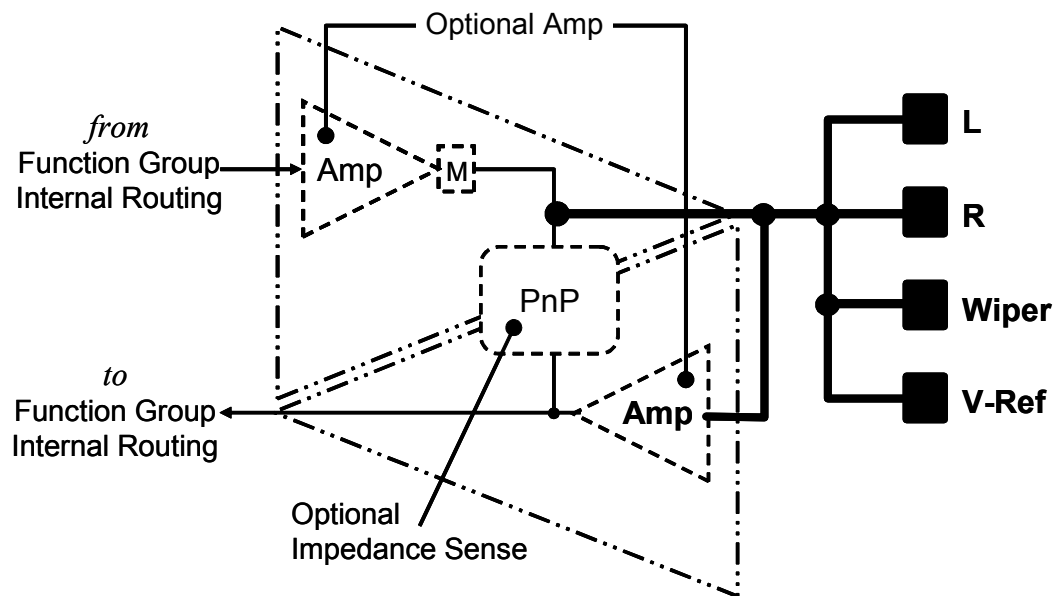 Optional Amp
from
Function Group
Internal Routing
Amp
M
L
R
PnP
Wiper
to
Function Group
Internal Routing
Amp
V-Ref
Optional
Impedance Sense